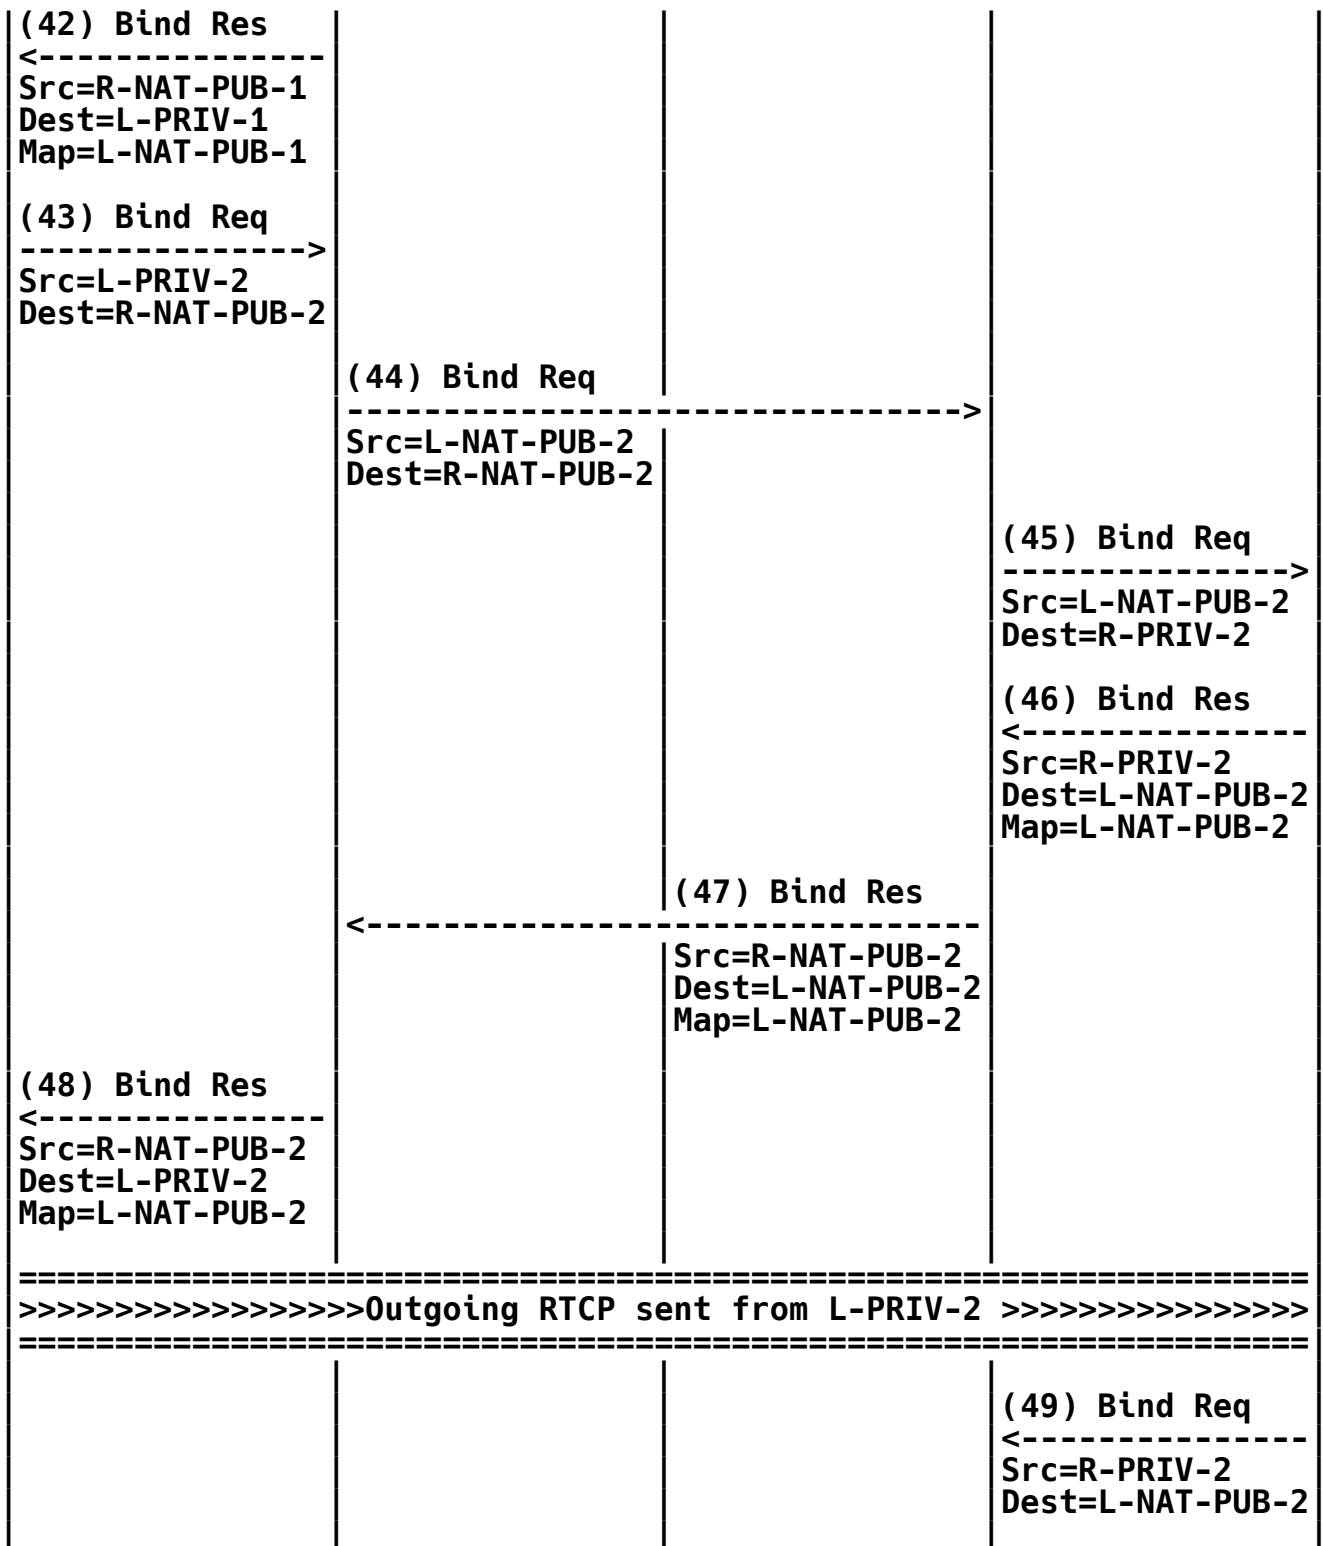 (42) Bind Res
<---------------
Src=R-NAT-PUB-1
Dest=L-PRIV-1
Map=L-NAT-PUB-1
(43) Bind Req
--------------->
Src=L-PRIV-2
Dest=R-NAT-PUB-2
(44) Bind Req
-------------------------------->
Src=L-NAT-PUB-2
Dest=R-NAT-PUB-2
(45) Bind Req
--------------->
Src=L-NAT-PUB-2
Dest=R-PRIV-2
(46) Bind Res
<---------------
Src=R-PRIV-2
Dest=L-NAT-PUB-2
Map=L-NAT-PUB-2
(47) Bind Res
<--------------------------------
Src=R-NAT-PUB-2
Dest=L-NAT-PUB-2
Map=L-NAT-PUB-2
(48) Bind Res
<---------------
Src=R-NAT-PUB-2
Dest=L-PRIV-2
Map=L-NAT-PUB-2
===================================================================
>>>>>>>>>>>>>>>>>>Outgoing RTCP sent from L-PRIV-2 >>>>>>>>>>>>>>>>
===================================================================
(49) Bind Req
<---------------
Src=R-PRIV-2
Dest=L-NAT-PUB-2